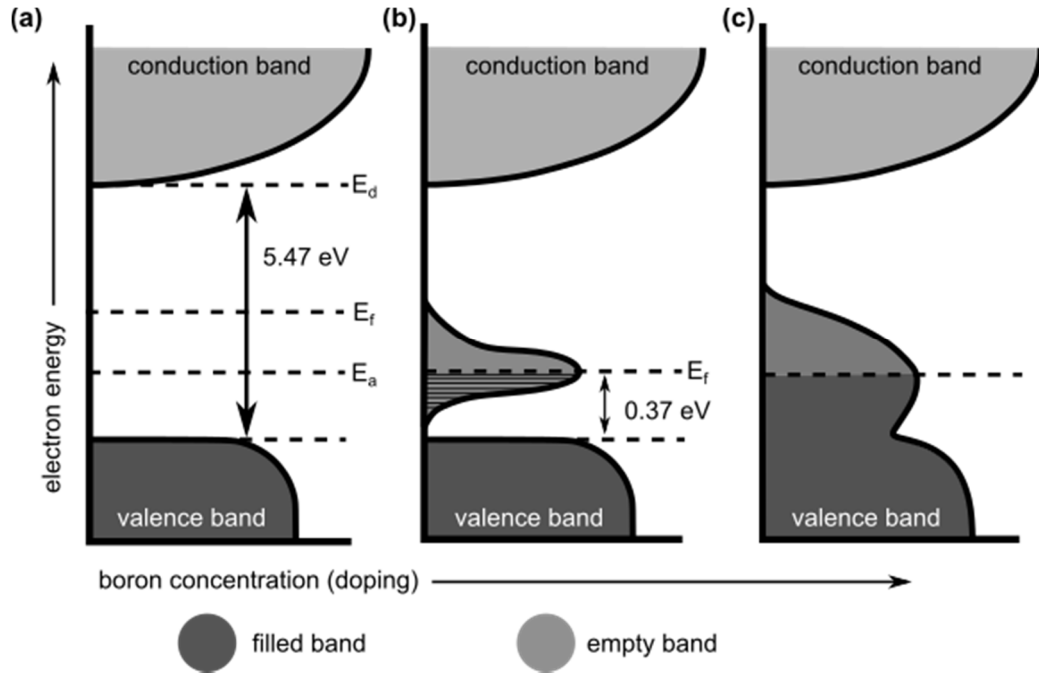 (a)
conduction band
E_d
5.47 eV
E_f
E_a
valence band
electron energy
(b)
conduction band
E_f
0.37 eV
valence band
(c)
conduction band
valence band
boron concentration (doping)
filled band
empty band